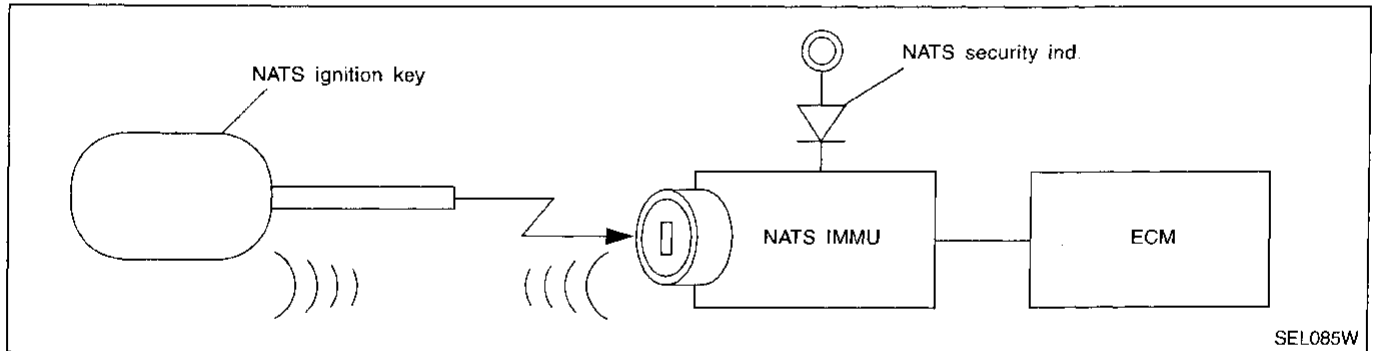 NATS security ind.
NATS ignition key
NATS IMMU
ECM
SEL085W